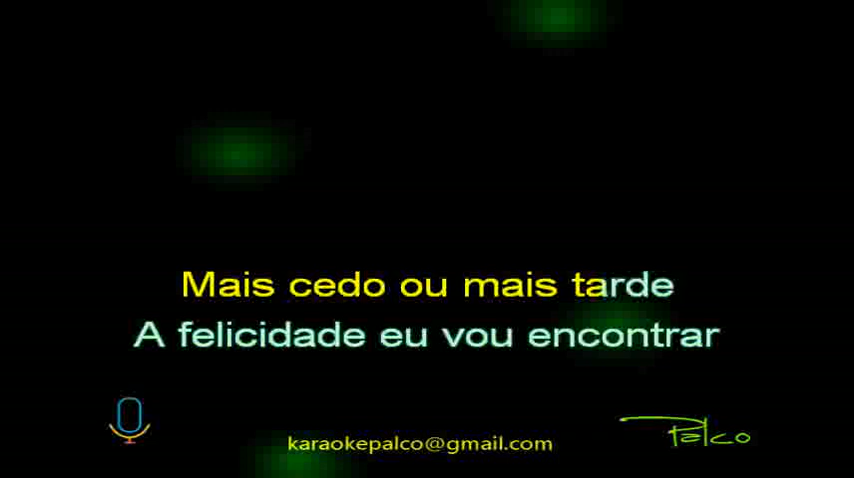 Mais cedo ou mais tarde
A felicidade eu vou encontrar
karaokepalco@gmail.com
Palco